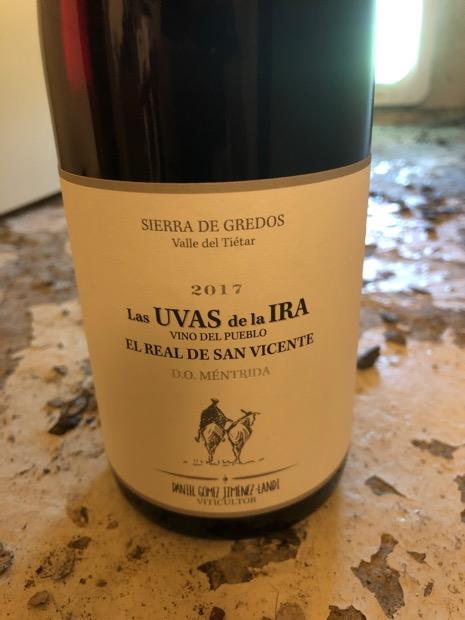 SIERRA DE GREDOS
Valle del Tiétar
2017
Las UVAS de la IRA
VINO DEL PUEBLO
EL REAL DE SAN VICENTE
D.O. MÉNTRIDA
DANIEL GÓMEZ JIMÉNEZ-LANDI
VITICULTOR